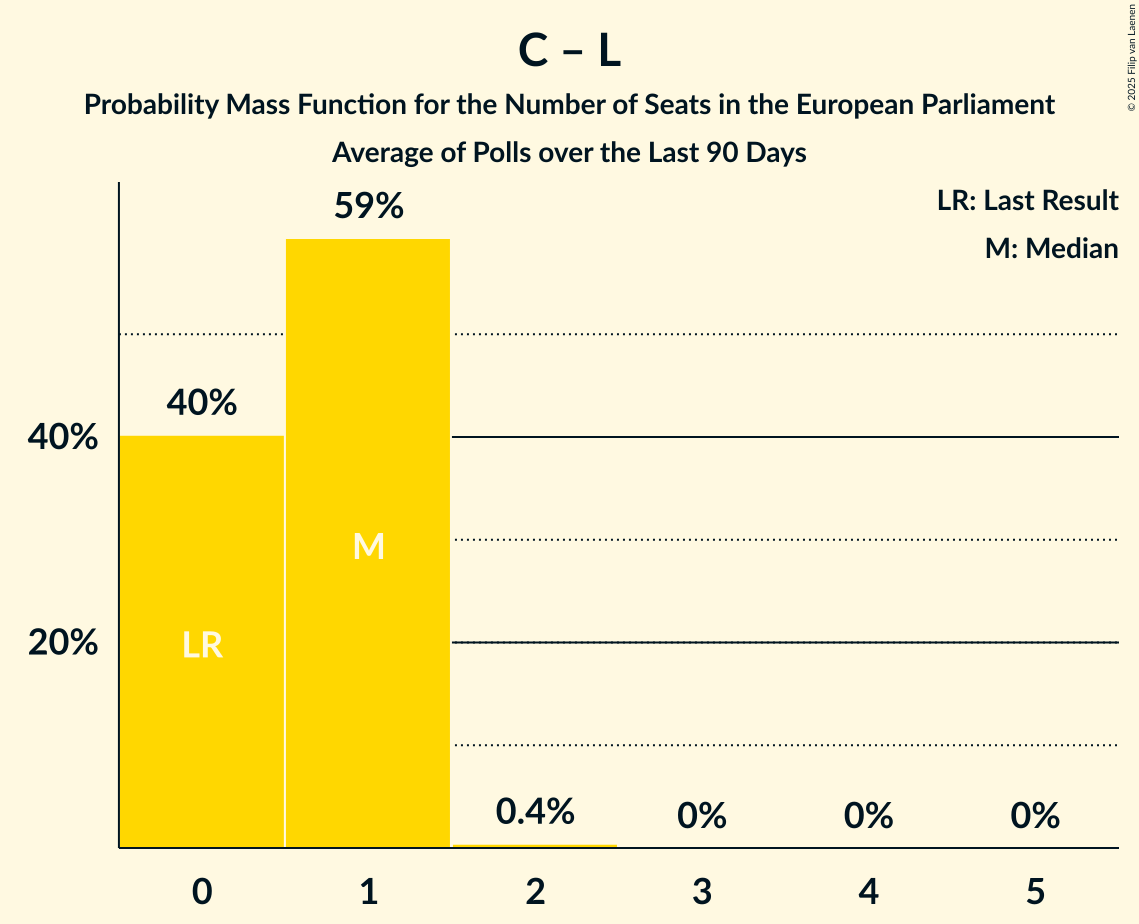 C – L
Probability Mass Function for the Number of Seats in the European Parliament
Average of Polls over the Last 90 Days
© 2025 Filip van Laenen
LR: Last Result
M: Median
59%
40%
40%
M
20%
LR
0.4%
0%
0%
0%
0
1
2
3
4
5